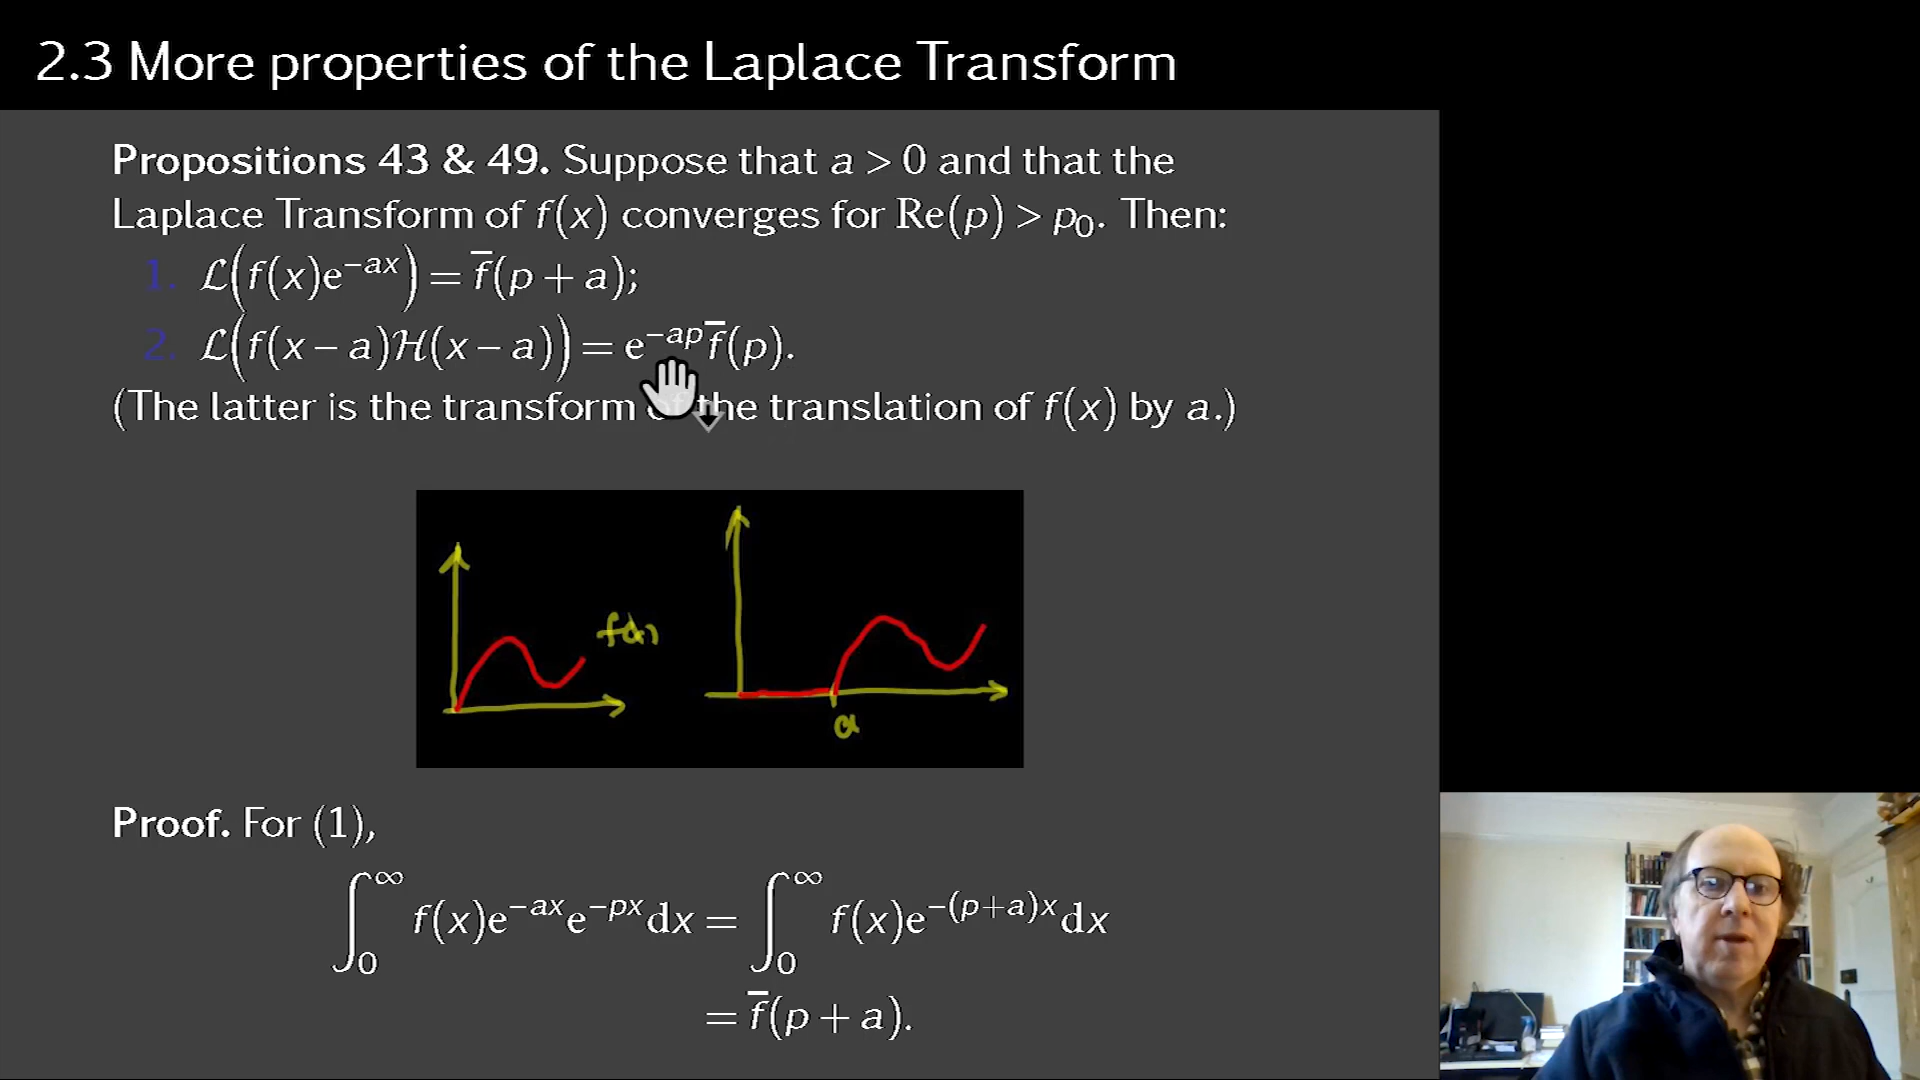 2.3 More properties of the Laplace Transform
Propositions 43 & 49. Suppose that a > 0 and that the
Laplace Transform of f(x) converges for Re(p) > p₀. Then:
1. ℒ(f(x)e^{−ax}) = f̅(p + a);
2. ℒ(f(x − a)ℋ(x − a)) = e^{−ap}f̅(p).
(The latter is the transform of the translation of f(x) by a.)
f(x)
a
Proof. For (1),
∫₀^∞ f(x)e^{−ax}e^{−px}dx = ∫₀^∞ f(x)e^{−(p+a)x}dx
= f̅(p + a).